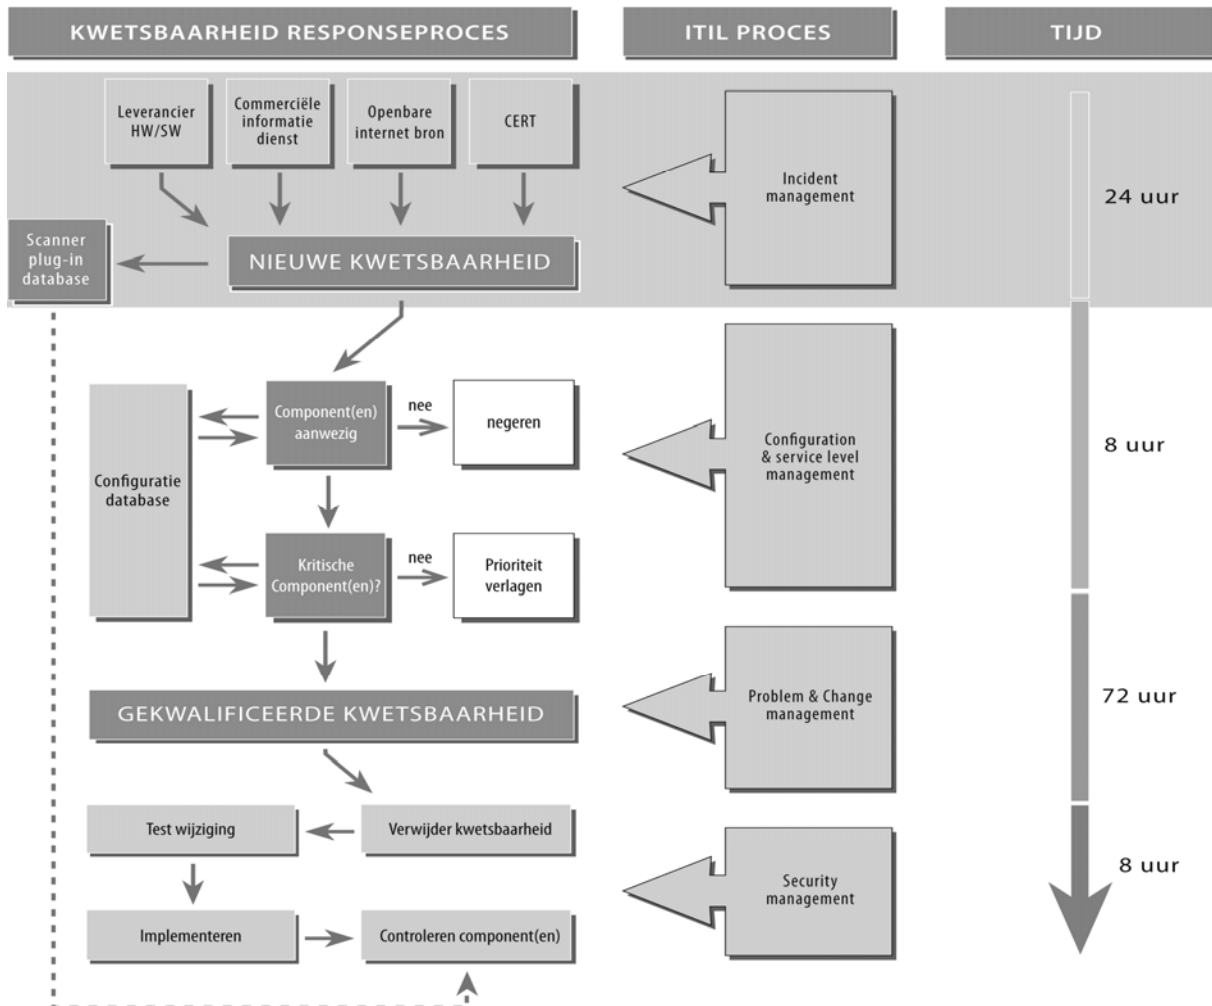 KWETSBAARHEID RESPONSEPROCES
ITIL PROCES
TIJD
Leverancier
HW/SW
Commerciële
informatie
dienst
Openbare
internet bron
CERT
Incident
management
24 uur
Scanner
plug-in
database
NIEUWE KWETSBAARHEID
Component(en)
aanwezig
nee
negeren
Configuratie
database
Configuration
& service level
management
8 uur
Kritische
Component(en)?
nee
Prioriteit
verlagen
GEKWALIFICEERDE KWETSBAARHEID
Problem & Change
management
72 uur
Test wijziging
Verwijder kwetsbaarheid
Security
management
8 uur
Implementeren
Controleren component(en)